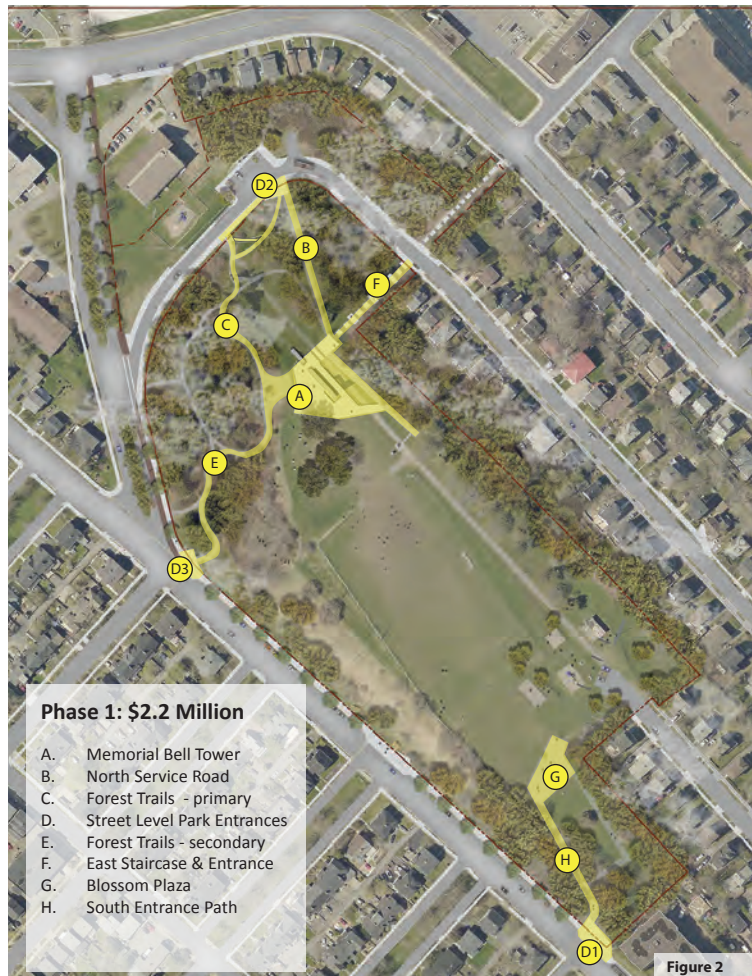 D2
B
F
C
A
E
D3
Phase 1: $2.2 Million
A. Memorial Bell Tower
B. North Service Road
C. Forest Trails - primary
D. Street Level Park Entrances
E. Forest Trails - secondary
F. East Staircase & Entrance
G. Blossom Plaza
H. South Entrance Path
G
H
D1
Figure 2